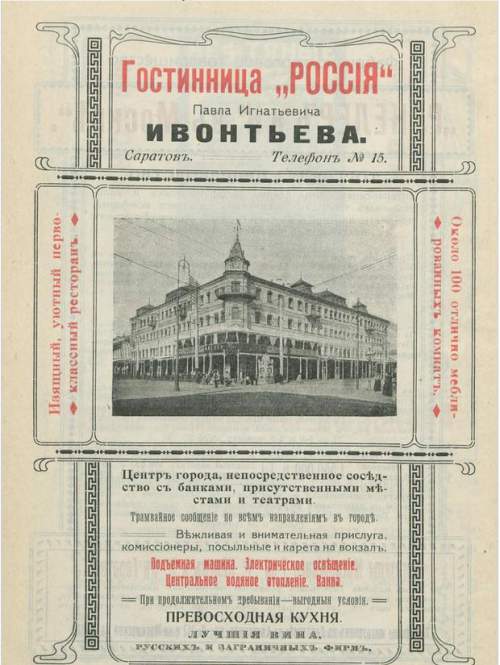 Гостинница „РОССІЯ“
Павла Игнатьевича
ИВОНТЬЕВА.
Саратовъ. Телефонъ № 15.
Изящный, уютный перво-
классный ресторанъ
Около 100 отлично мебли-
рованныхъ комнатъ.
Центръ города, непосредственное сосѣд-
ство съ банками, присутственными мѣ-
стами и театрами.
Трамвайное сообщеніе по всѣмъ направленіямъ въ городѣ.
Вѣжливая и внимательная прислуга,
комиссіонеры, посыльные и карета на вокзалъ.
Подъемная машина. Электрическое освѣщеніе.
Центральное водяное отопленіе. Ванна.
При продолжительномъ пребываніи—выгодныя условія.
ПРЕВОСХОДНАЯ КУХНЯ.
ЛУЧШІЯ ВИНА,
РУССКИХЪ И ЗАГРАНИЧНЫХЪ ФИРМЪ.